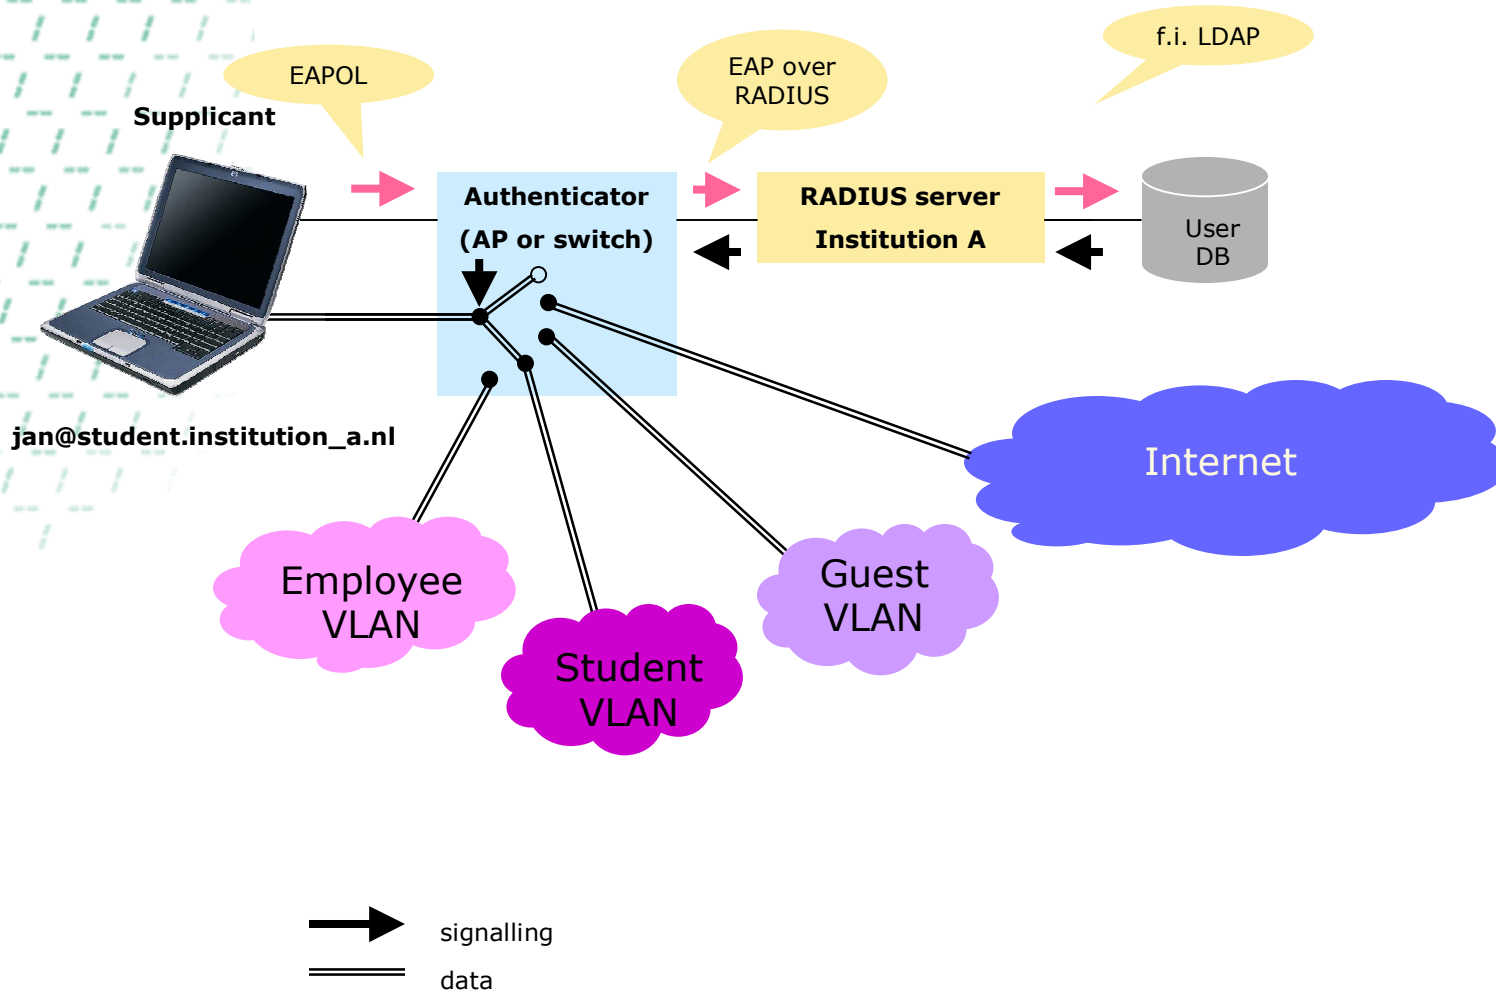 f.i. LDAP
EAPOL
EAP over
RADIUS
Supplicant
Authenticator
(AP or switch)
RADIUS server
Institution A
User
DB
jan@student.institution_a.nl
Internet
Employee
VLAN
Guest
VLAN
Student
VLAN
signalling
data